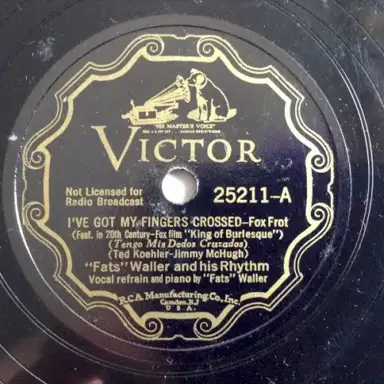 "HIS MASTER'S VOICE"
VICTOR
Not Licensed for
Radio Broadcast
25211-A
I'VE GOT MY FINGERS CROSSED-Fox Frot
(Feat. in 20th Century-Fox film "King of Burlesque")
(Tengo Mis Dedos Cruzados)
(Ted Koehler-Jimmy McHugh)
"Fats" Waller and his Rhythm
Vocal refrain and piano by "Fats" Waller
R.C.A. Manufacturing Co., Inc.
Camden, N.J.
U.S.A.